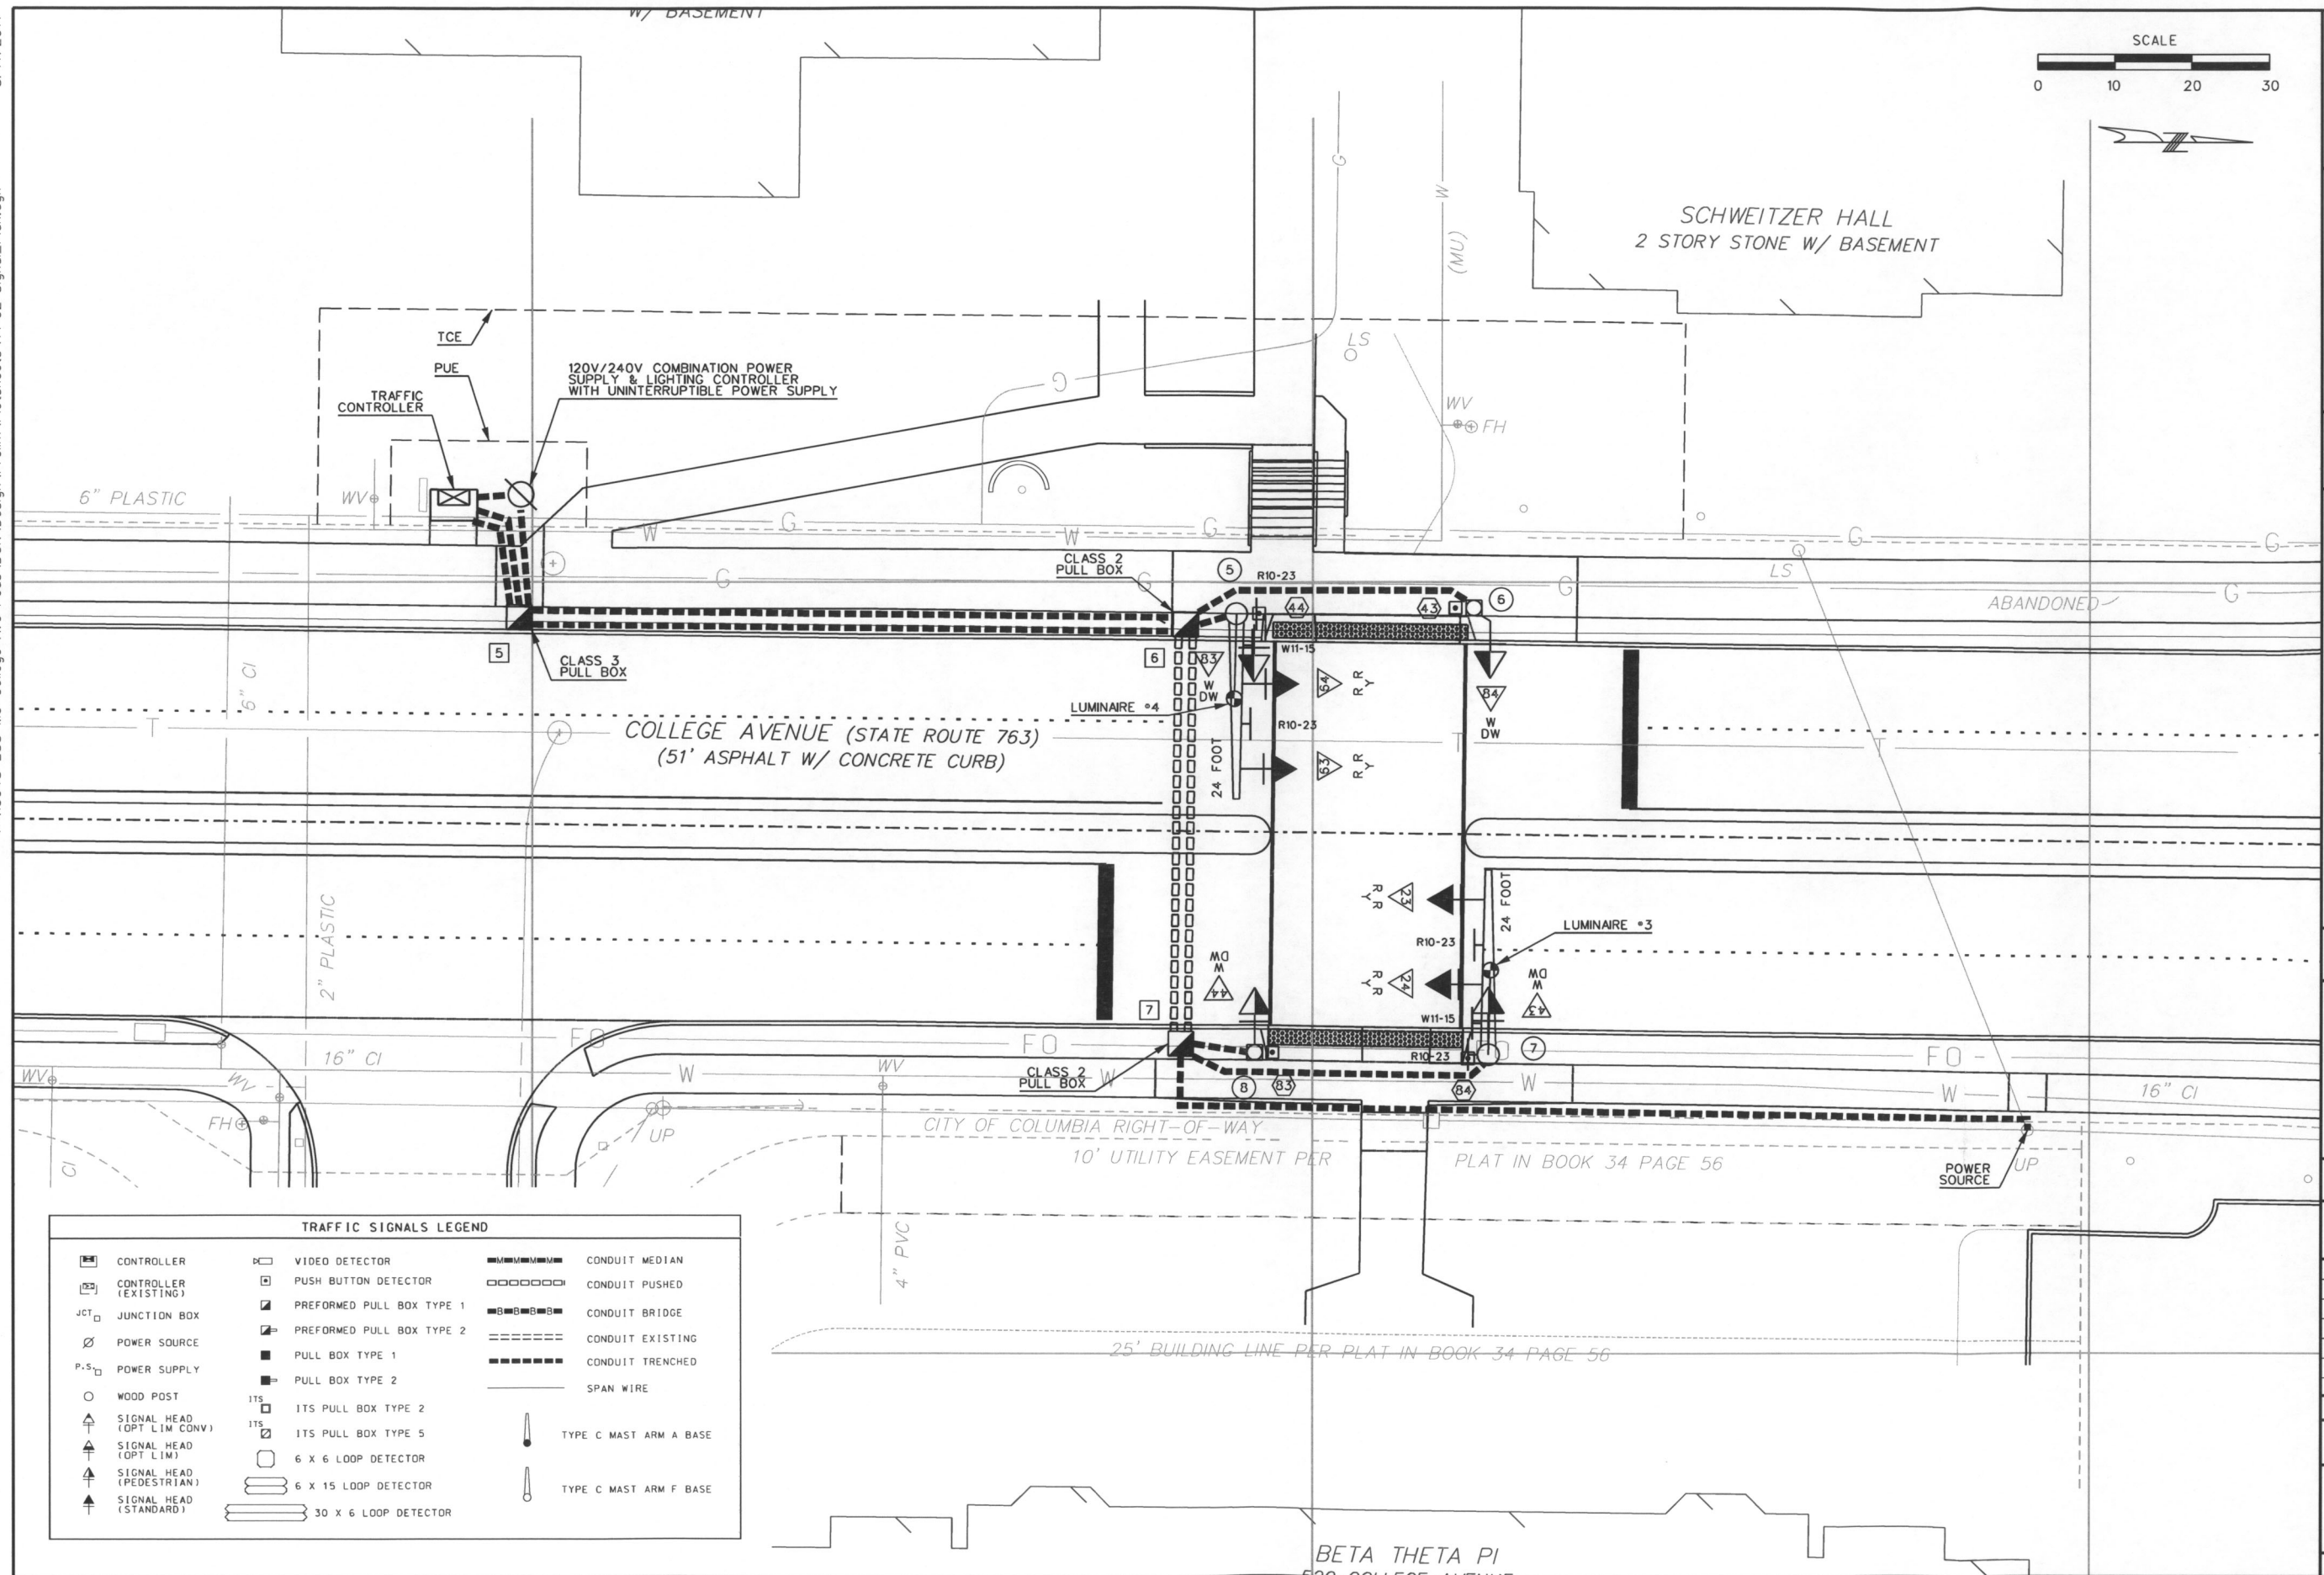 W/ BASEMENT
SCALE
0 10 20 30
SCHWEITZER HALL
2 STORY STONE W/ BASEMENT
(MU)
G
W
TCE
PUE
TRAFFIC
CONTROLLER
120V/240V COMBINATION POWER
SUPPLY & LIGHTING CONTROLLER
WITH UNINTERRUPTIBLE POWER SUPPLY
LS
G
WV
FH
6" PLASTIC
WV
W
G
W
G
G
G
G
LS
CLASS 2
PULL BOX
G
G
5
R10-23
44
43
6
G
ABANDONED
G
5
CLASS 3
PULL BOX
6
83
W
DW
W11-15
64
R R
Y
84
W
DW
6" CI
LUMINAIRE #4
R10-23
T
COLLEGE AVENUE (STATE ROUTE 763)
(51' ASPHALT W/ CONCRETE CURB)
T
T
24 FOOT
63
R R
Y
23
R R
Y
24 FOOT
R10-23
LUMINAIRE #3
2" PLASTIC
24
R R
Y
W
DW
44
W
DW
43
7
W11-15
FO
FO
R10-23
FO
7
FO
16" CI
WV
WV
W
WV
CLASS 2
PULL BOX
W
8
83
84
W
W
16" CI
FH
UP
CITY OF COLUMBIA RIGHT-OF-WAY
10' UTILITY EASEMENT PER PLAT IN BOOK 34 PAGE 56
CI
POWER
SOURCE
UP
4" PVC
25' BUILDING LINE PER PLAT IN BOOK 34 PAGE 56
TRAFFIC SIGNALS LEGEND
CONTROLLER
CONTROLLER
(EXISTING)
JCT JUNCTION BOX
POWER SOURCE
P.S. POWER SUPPLY
WOOD POST
SIGNAL HEAD
(OPT LIM CONV)
SIGNAL HEAD
(OPT LIM)
SIGNAL HEAD
(PEDESTRIAN)
SIGNAL HEAD
(STANDARD)
VIDEO DETECTOR
PUSH BUTTON DETECTOR
PREFORMED PULL BOX TYPE 1
PREFORMED PULL BOX TYPE 2
PULL BOX TYPE 1
PULL BOX TYPE 2
ITS ITS PULL BOX TYPE 2
ITS ITS PULL BOX TYPE 5
6 X 6 LOOP DETECTOR
6 X 15 LOOP DETECTOR
30 X 6 LOOP DETECTOR
M M M M CONDUIT MEDIAN
CONDUIT PUSHED
B B B B CONDUIT BRIDGE
CONDUIT EXISTING
CONDUIT TRENCHED
SPAN WIRE
TYPE C MAST ARM A BASE
TYPE C MAST ARM F BASE
BETA THETA PI